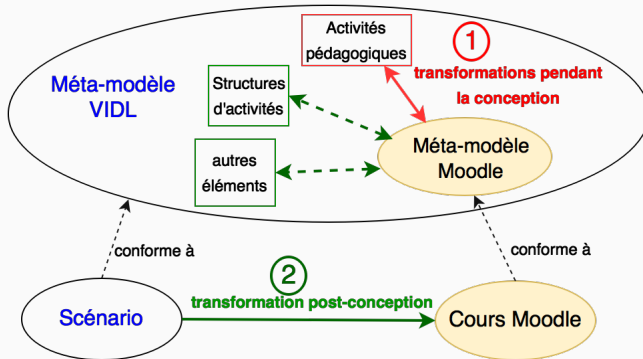 Activités
pédagogiques
1
transformations pendant
la conception
Méta-modèle
VIDL
Structures
d'activités
autres
éléments
Méta-modèle
Moodle
conforme à
conforme à
2
transformation post-conception
Scénario
Cours Moodle